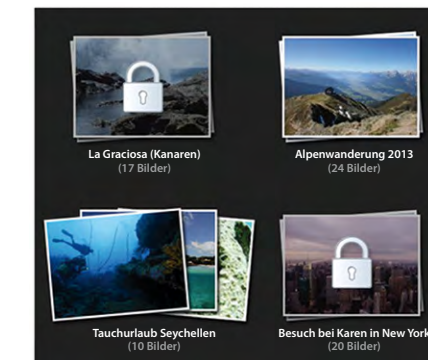 La Graciosa (Kanaren)
(17 Bilder)
Alpenwanderung 2013
(24 Bilder)
Tauchurlaub Seychellen
(10 Bilder)
Besuch bei Karen in New York
(20 Bilder)